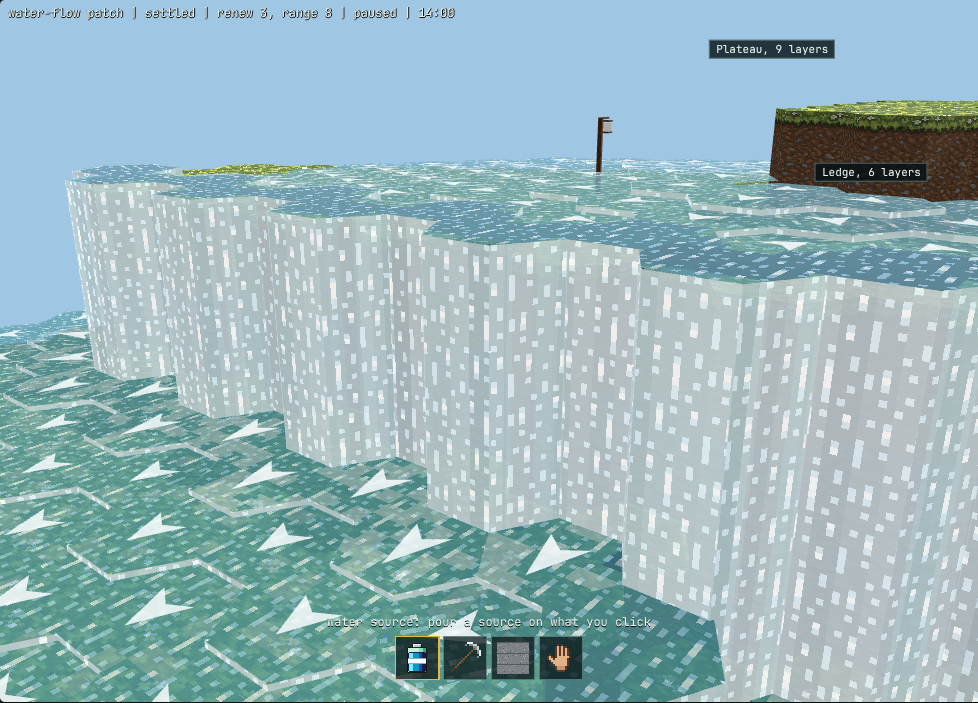 water-flow patch | settled | renew 3, range 8 | paused | 14:00
Plateau, 9 layers
Ledge, 6 layers
Water source: pour a source on what you click